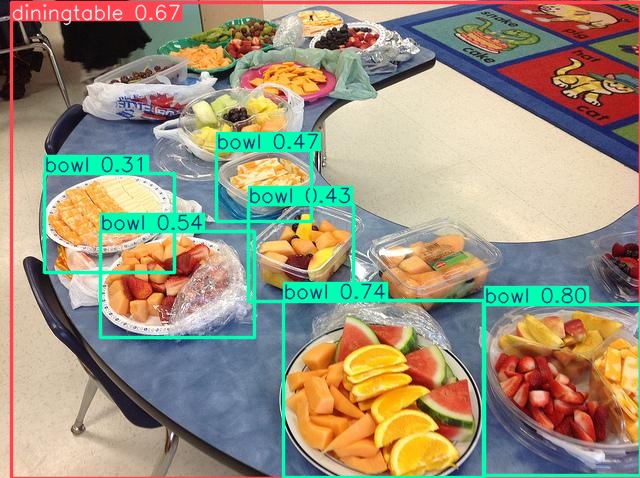 diningtable 0.67
snake
pig
cake
hat
cat
bowl 0.47
bowl 0.31
bowl 0.43
bowl 0.54
bowl 0.74
bowl 0.80